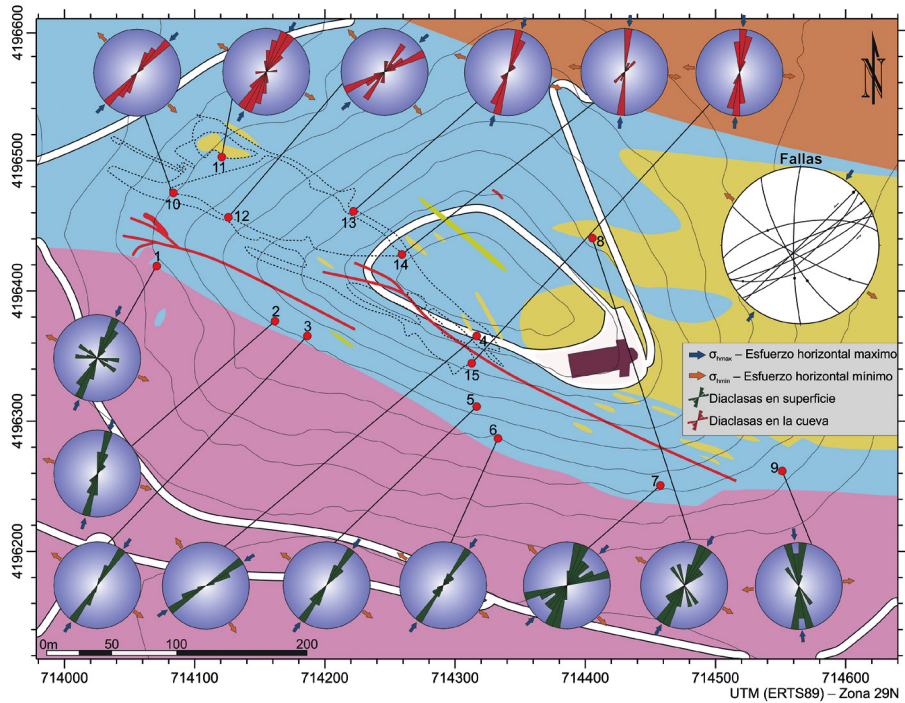 4196600
4196500
4196400
4196300
4196200
N
11
10
12
13
14
8
1
2
3
4
15
5
6
7
9
Fallas
σhmax – Esfuerzo horizontal maximo
σhmin – Esfuerzo horizontal mínimo
Diaclasas en superficie
Diaclasas en la cueva
0m 50 100 200
714000 714100 714200 714300 714400 714500 714600
UTM (ERTS89) – Zona 29N